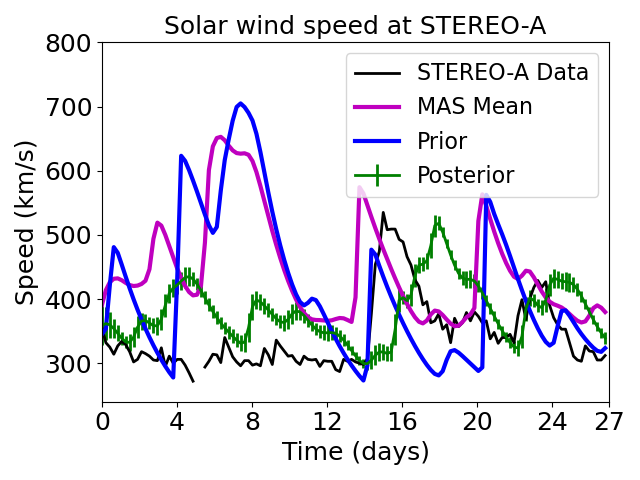 Solar wind speed at STEREO-A
800
700
600
500
400
300
Speed (km/s)
STEREO-A Data
MAS Mean
Prior
Posterior
0 4 8 12 16 20 24 27
Time (days)